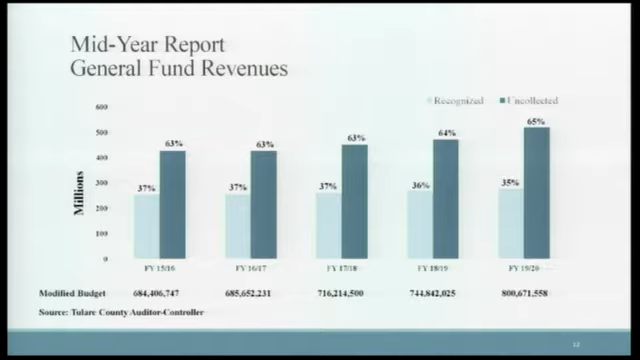 Mid-Year Report
General Fund Revenues
Recognized Uncollected
600
500
400
300
200
100
0
Millions
37% 63% 37% 63% 37% 63% 36% 64% 35% 65%
FY 15/16 FY 16/17 FY 17/18 FY 18/19 FY 19/20
Modified Budget 684,406,747 685,652,231 716,214,500 744,842,025 800,671,558
Source: Tulare County Auditor-Controller